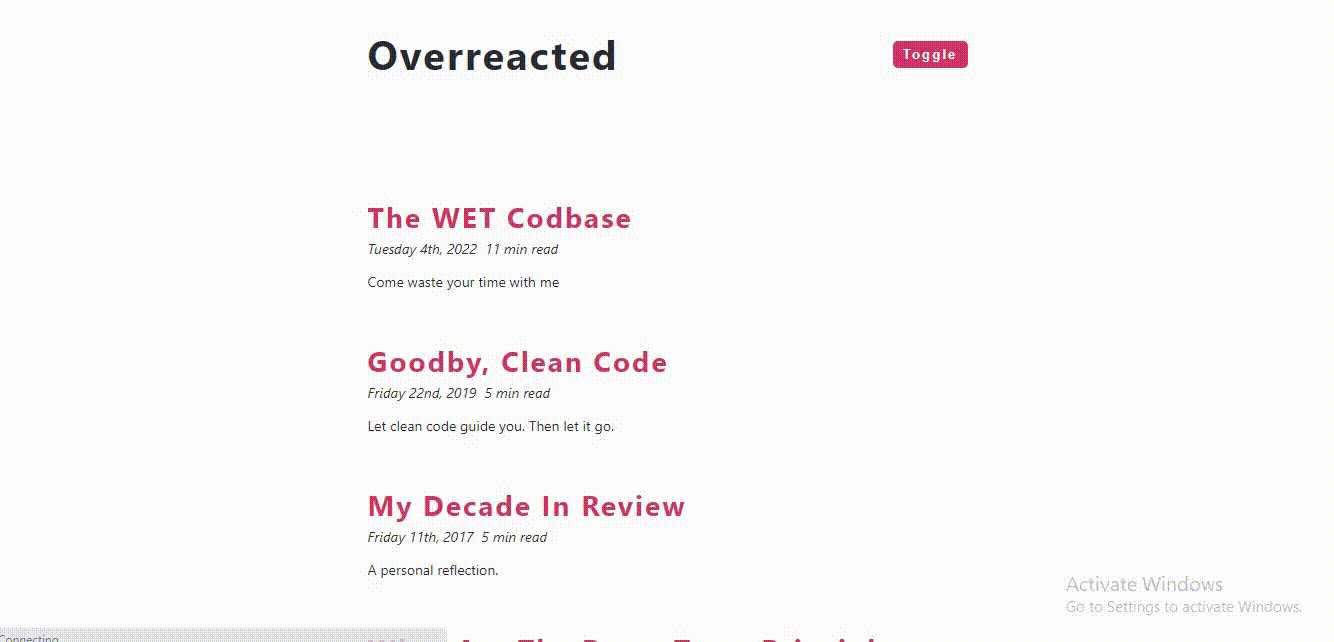 Overreacted
Toggle
The WET Codbase
Tuesday 4th, 2022 11 min read
Come waste your time with me
Goodby, Clean Code
Friday 22nd, 2019 5 min read
Let clean code guide you. Then let it go.
My Decade In Review
Friday 11th, 2017 5 min read
A personal reflection.
Activate Windows
Go to Settings to activate Windows.
Connecting